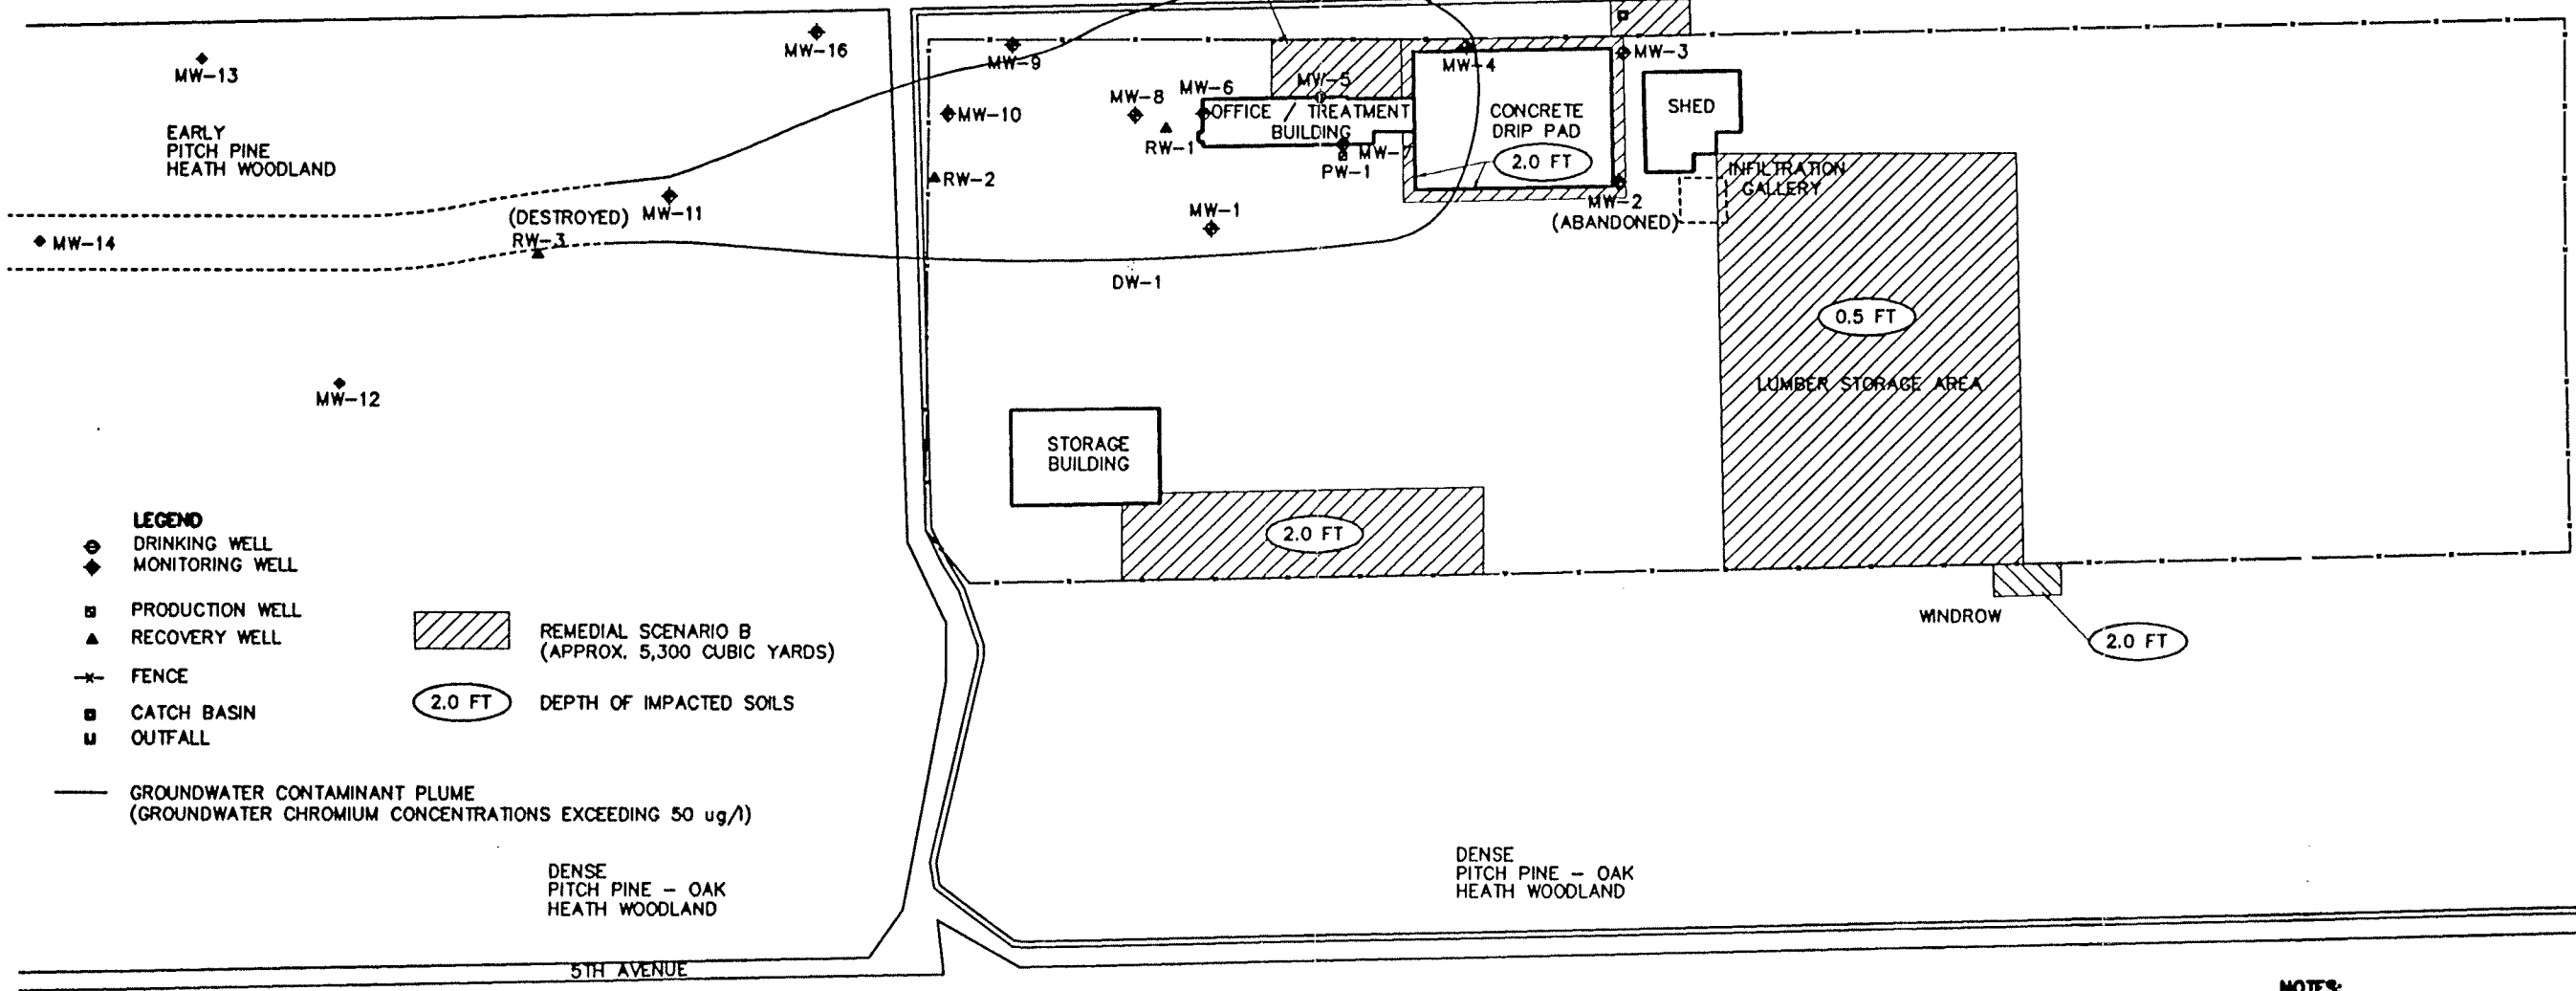 MW-16
MW-13
MW-9
MW-4
MW-3
EARLY
PITCH PINE
HEATH WOODLAND
MW-10
MW-8
MW-6
MW-5
OFFICE / TREATMENT
BUILDING
CONCRETE
DRIP PAD
SHED
RW-1
MW-
PW-1
2.0 FT
INFILTRATION
GALLERY
RW-2
MW-11
(DESTROYED)
RW-3
MW-14
MW-1
MW-2
(ABANDONED)
DW-1
0.5 FT
LUMBER STORAGE AREA
MW-12
STORAGE
BUILDING
2.0 FT
WINDROW
2.0 FT
LEGEND
DRINKING WELL
MONITORING WELL
PRODUCTION WELL
RECOVERY WELL
FENCE
CATCH BASIN
OUTFALL
REMEDIAL SCENARIO B
(APPROX. 5,300 CUBIC YARDS)
2.0 FT DEPTH OF IMPACTED SOILS
GROUNDWATER CONTAMINANT PLUME
(GROUNDWATER CHROMIUM CONCENTRATIONS EXCEEDING 50 ug/l)
DENSE
PITCH PINE - OAK
HEATH WOODLAND
DENSE
PITCH PINE - OAK
HEATH WOODLAND
5TH AVENUE
NOTES: